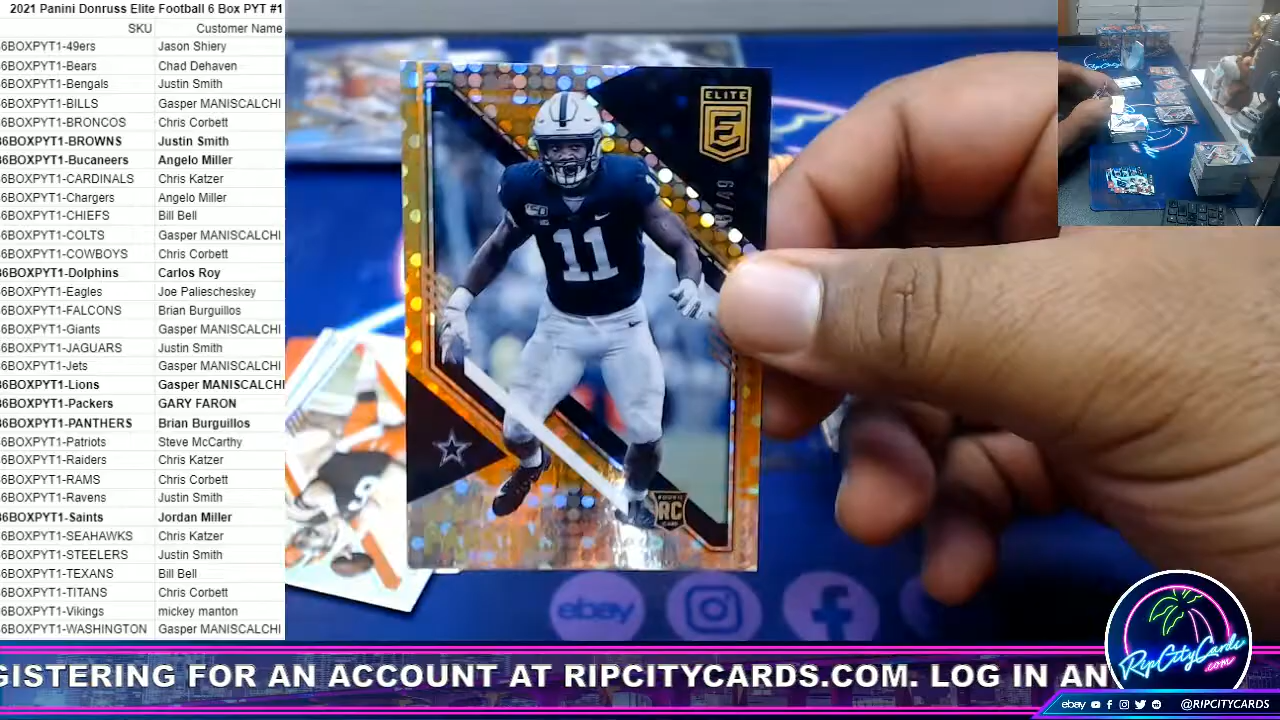 2021 Panini Donruss Elite Football 6 Box PYT #1
SKU Customer Name
6BOXPYT1-49ers Jason Shiery
6BOXPYT1-Bears Chad Dehaven
6BOXPYT1-Bengals Justin Smith
6BOXPYT1-BILLS Gasper MANISCALCHI
6BOXPYT1-BRONCOS Chris Corbett
6BOXPYT1-BROWNS Justin Smith
6BOXPYT1-Bucaneers Angelo Miller
6BOXPYT1-CARDINALS Chris Katzer
6BOXPYT1-Chargers Angelo Miller
6BOXPYT1-CHIEFS Bill Bell
6BOXPYT1-COLTS Gasper MANISCALCHI
6BOXPYT1-COWBOYS Chris Corbett
6BOXPYT1-Dolphins Carlos Roy
6BOXPYT1-Eagles Joe Paliescheskey
6BOXPYT1-FALCONS Brian Burguillos
6BOXPYT1-Giants Gasper MANISCALCHI
6BOXPYT1-JAGUARS Justin Smith
6BOXPYT1-Jets Gasper MANISCALCHI
6BOXPYT1-Lions Gasper MANISCALCHI
6BOXPYT1-Packers GARY FARON
6BOXPYT1-PANTHERS Brian Burguillos
6BOXPYT1-Patriots Steve McCarthy
6BOXPYT1-Raiders Chris Katzer
6BOXPYT1-RAMS Chris Corbett
6BOXPYT1-Ravens Justin Smith
6BOXPYT1-Saints Jordan Miller
6BOXPYT1-SEAHAWKS Chris Katzer
6BOXPYT1-STEELERS Justin Smith
6BOXPYT1-TEXANS Bill Bell
6BOXPYT1-TITANS Chris Corbett
6BOXPYT1-Vikings mickey manton
6BOXPYT1-WASHINGTON Gasper MANISCALCHI
ELITE
E
/49
150
11
RC
ebay
GISTERING FOR AN ACCOUNT AT RIPCITYCARDS.COM. LOG IN AN
RipCityCards
.com
ebay @RIPCITYCARDS